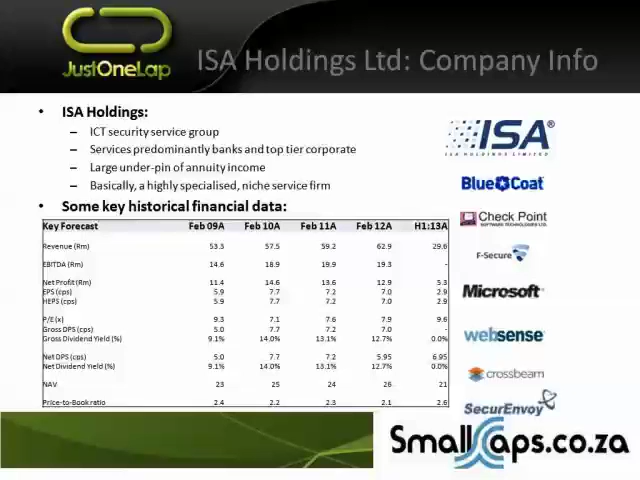 JustOneLap
ISA Holdings Ltd: Company Info
• ISA Holdings:
– ICT security service group
– Services predominantly banks and top tier corporate
– Large under-pin of annuity income
– Basically, a highly specialised, niche service firm
• Some key historical financial data:
Key Forecast Feb 09A Feb 10A Feb 11A Feb 12A H1:13A
Revenue (Rm) 53.3 57.5 59.2 62.9 29.6
EBITDA (Rm) 14.6 18.9 19.9 19.3 -
Net Profit (Rm) 11.4 14.6 13.6 12.9 5.3
EPS (cps) 5.9 7.7 7.2 7.0 2.9
HEPS (cps) 5.9 7.7 7.2 7.0 2.9
P/E (x) 9.3 7.1 7.6 7.9 9.6
Gross DPS (cps) 5.0 7.7 7.2 7.0 -
Gross Dividend Yield (%) 9.1% 14.0% 13.1% 12.7% 0.0%
Net DPS (cps) 5.0 7.7 7.2 5.95 6.95
Net Dividend Yield (%) 9.1% 14.0% 13.1% 12.7% 0.0%
NAV 23 25 24 26 21
Price-to-Book ratio 2.4 2.2 2.3 2.1 2.6
ISA®
ISA HOLDINGS LIMITED
Blue Coat
Check Point
SOFTWARE TECHNOLOGIES LTD.
F-Secure
Microsoft
websense
crossbeam
SecurEnvoy
SmallCaps.co.za